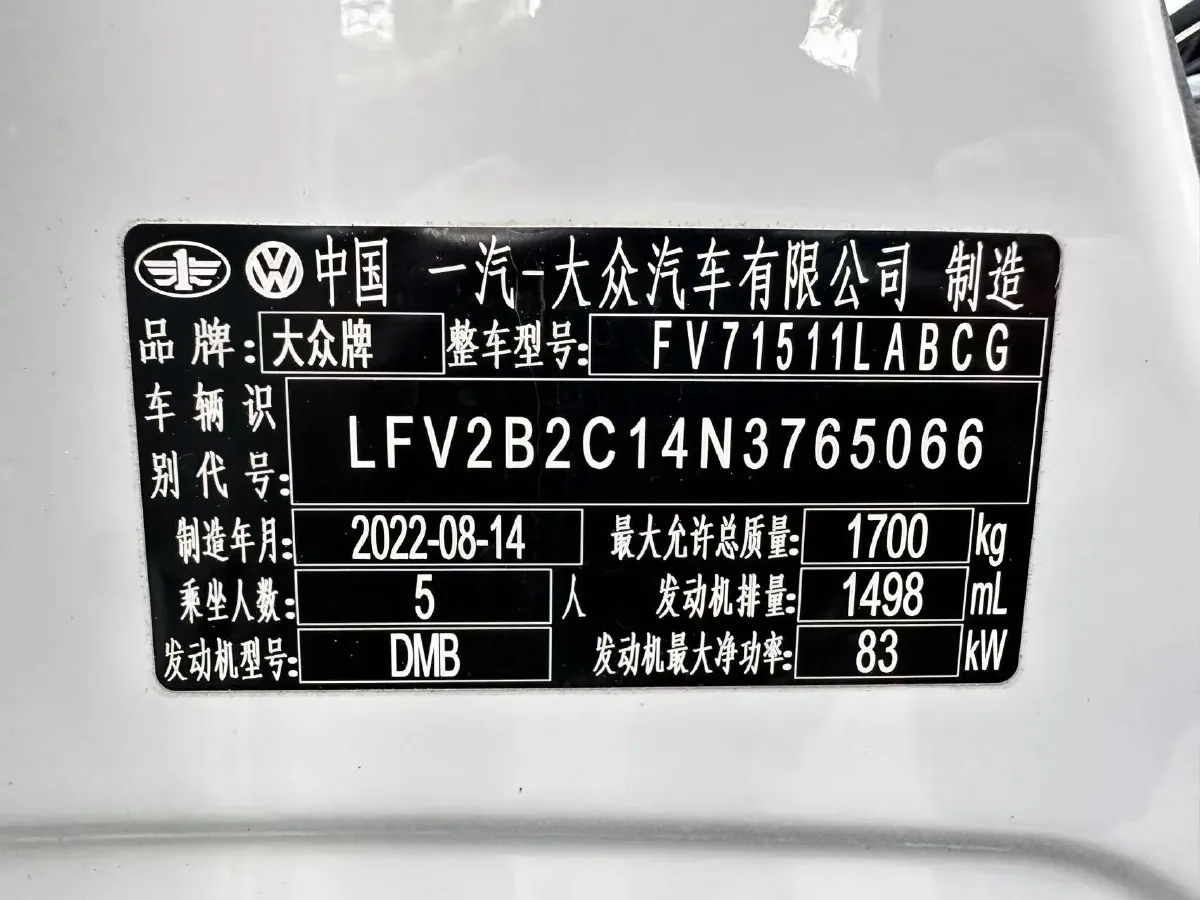 中国 一汽-大众汽车有限公司 制造
品牌: 大众牌 整车型号: FV71511LABCG
车辆识别代号: LFV2B2C14N3765066
制造年月: 2022-08-14 最大允许总质量: 1700 kg
乘坐人数: 5 人 发动机排量: 1498 mL
发动机型号: DMB 发动机最大净功率: 83 kW